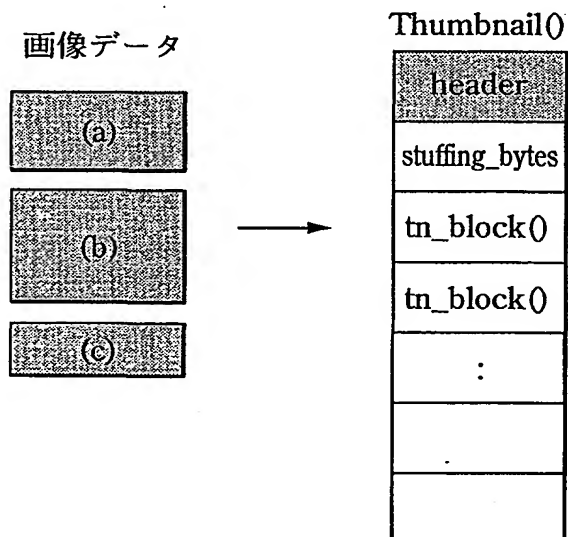 画像データ
(a)
(b)
(c)
Thumbnail()
header
stuffing_bytes
tn_block()
tn_block()
: